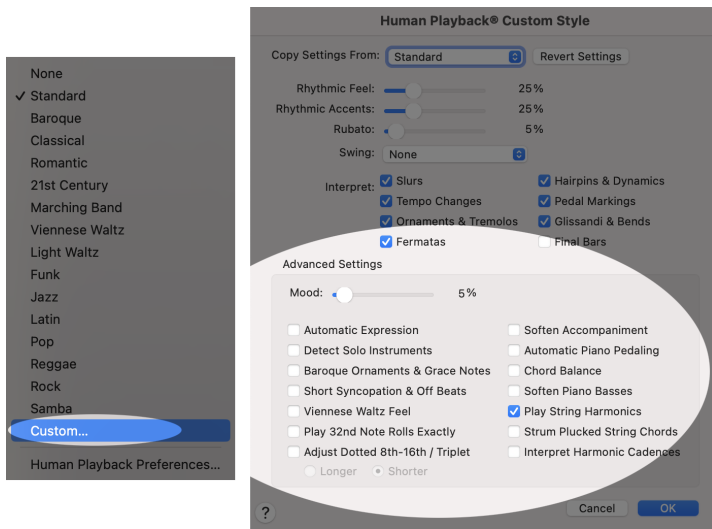 None
✓ Standard
Baroque
Classical
Romantic
21st Century
Marching Band
Viennese Waltz
Light Waltz
Funk
Jazz
Latin
Pop
Reggae
Rock
Samba
Custom...
Human Playback Preferences...
Human Playback® Custom Style
Copy Settings From: Standard Revert Settings
Rhythmic Feel: 25%
Rhythmic Accents: 25%
Rubato: 5%
Swing: None
Interpret: Slurs Hairpins & Dynamics
Tempo Changes Pedal Markings
Ornaments & Tremolos Glissandi & Bends
Fermatas Final Bars
Advanced Settings
Mood: 5%
Automatic Expression Soften Accompaniment
Detect Solo Instruments Automatic Piano Pedaling
Baroque Ornaments & Grace Notes Chord Balance
Short Syncopation & Off Beats Soften Piano Basses
Viennese Waltz Feel Play String Harmonics
Play 32nd Note Rolls Exactly Strum Plucked String Chords
Adjust Dotted 8th-16th / Triplet Interpret Harmonic Cadences
Longer Shorter
? Cancel OK